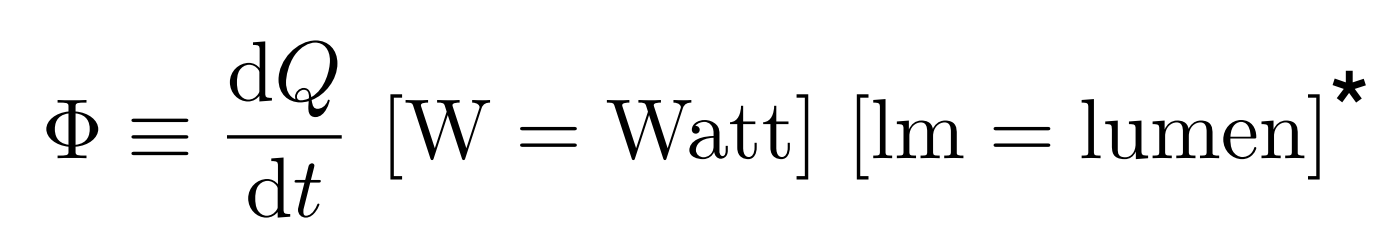 Φ ≡ dQ/dt [W = Watt] [lm = lumen]*